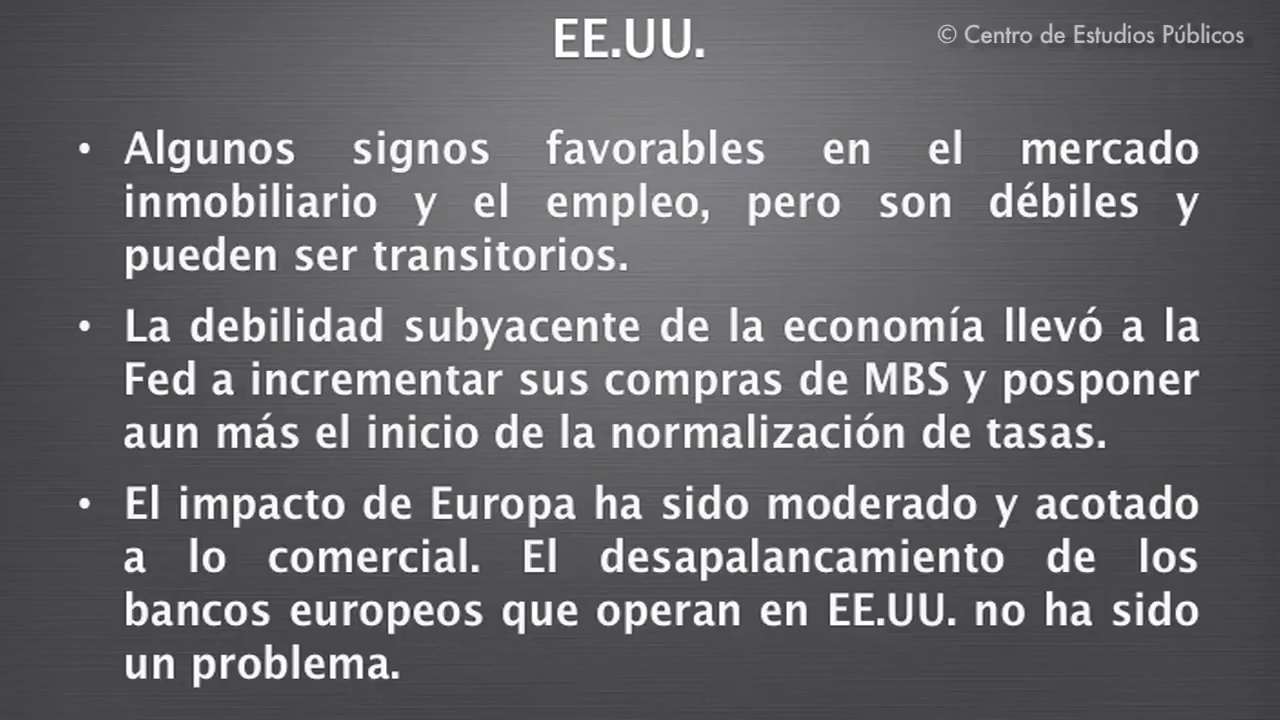 EE.UU.
© Centro de Estudios Públicos
• Algunos signos favorables en el mercado
inmobiliario y el empleo, pero son débiles y
pueden ser transitorios.
• La debilidad subyacente de la economía llevó a la
Fed a incrementar sus compras de MBS y posponer
aun más el inicio de la normalización de tasas.
• El impacto de Europa ha sido moderado y acotado
a lo comercial. El desapalancamiento de los
bancos europeos que operan en EE.UU. no ha sido
un problema.